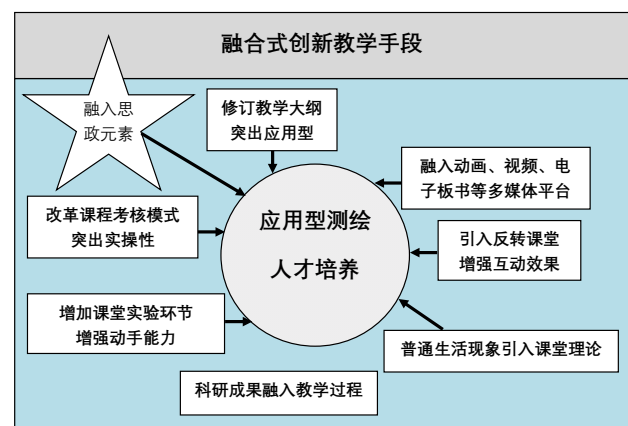 融合式创新教学手段
融入思
政元素
修订教学大纲
突出应用型
融入动画、视频、电
子板书等多媒体平台
改革课程考核模式
突出实操性
应用型测绘
人才培养
引入反转课堂
增强互动效果
增加课堂实验环节
增强动手能力
普通生活现象引入课堂理论
科研成果融入教学过程